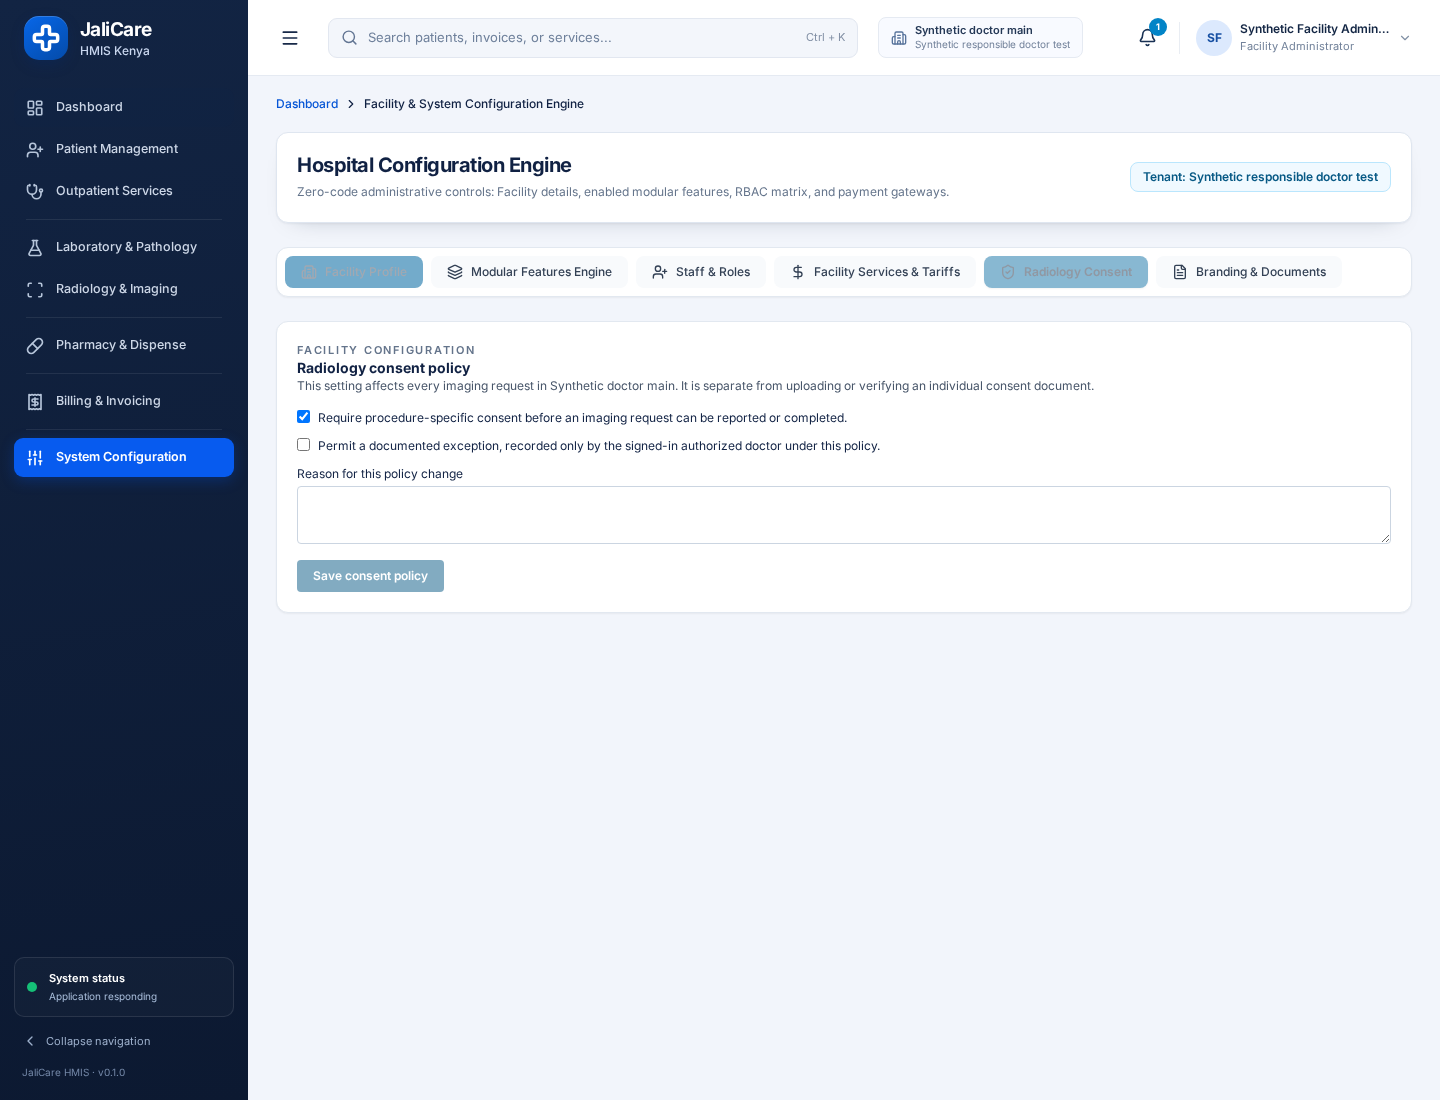 JaliCare
HMIS Kenya
Dashboard
Patient Management
Outpatient Services
Laboratory & Pathology
Radiology & Imaging
Pharmacy & Dispense
Billing & Invoicing
System Configuration
System status
Application responding
Collapse navigation
JaliCare HMIS · v0.1.0
Search patients, invoices, or services...
Ctrl + K
Synthetic doctor main
Synthetic responsible doctor test
1
SF
Synthetic Facility Admin...
Facility Administrator
Dashboard > Facility & System Configuration Engine
Hospital Configuration Engine
Zero-code administrative controls: Facility details, enabled modular features, RBAC matrix, and payment gateways.
Tenant: Synthetic responsible doctor test
Facility Profile
Modular Features Engine
Staff & Roles
Facility Services & Tariffs
Radiology Consent
Branding & Documents
FACILITY CONFIGURATION
Radiology consent policy
This setting affects every imaging request in Synthetic doctor main. It is separate from uploading or verifying an individual consent document.
Require procedure-specific consent before an imaging request can be reported or completed.
Permit a documented exception, recorded only by the signed-in authorized doctor under this policy.
Reason for this policy change
Save consent policy